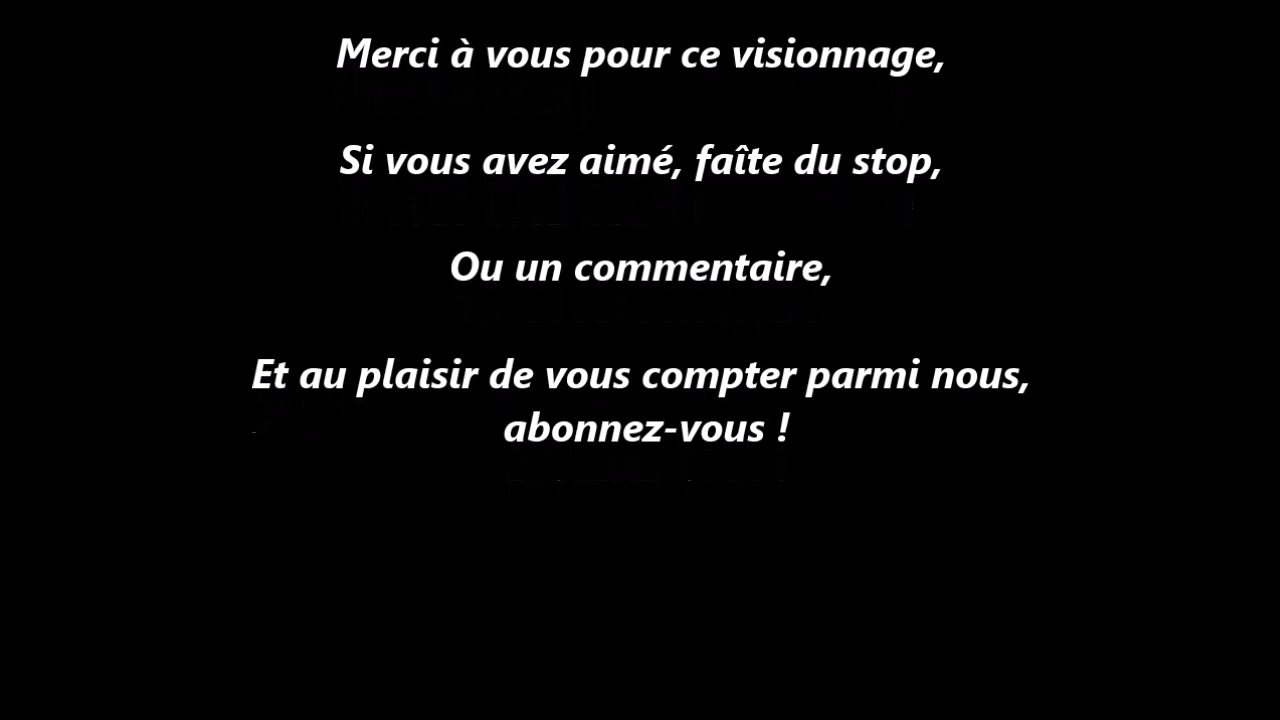 Merci à vous pour ce visionnage,
Si vous avez aimé, faîte du stop,
Ou un commentaire,
Et au plaisir de vous compter parmi nous,
abonnez-vous !